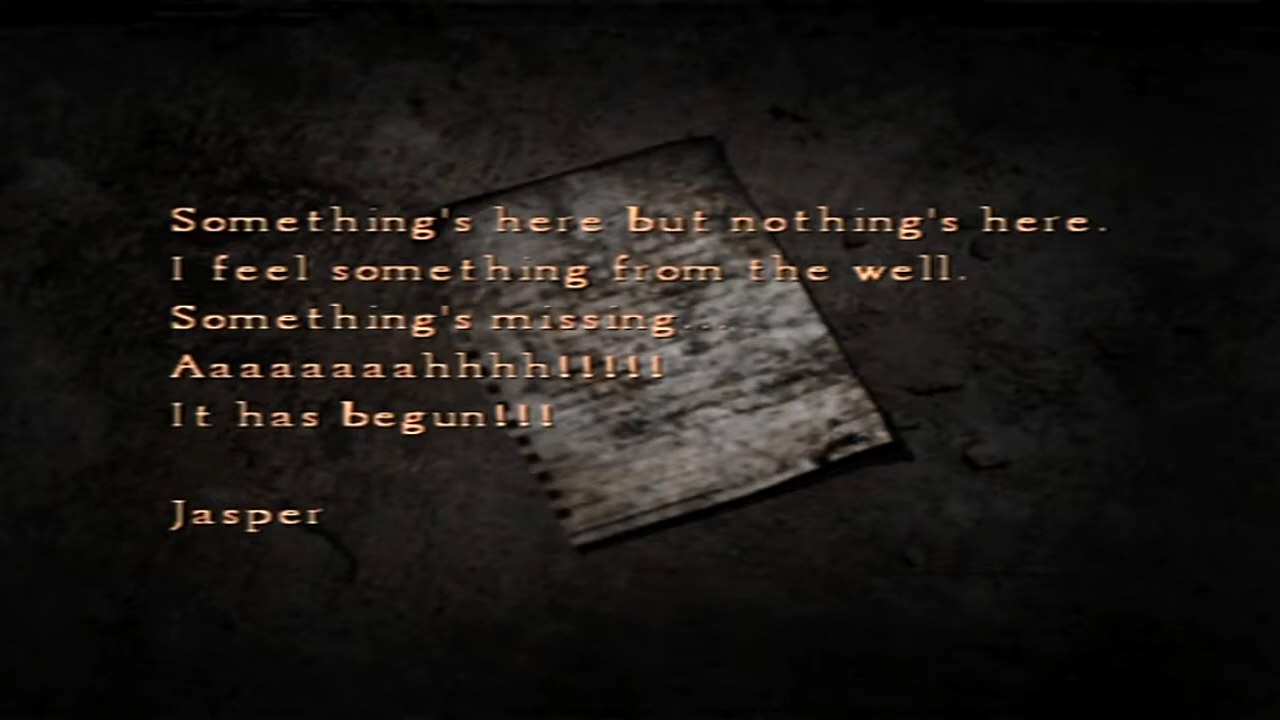 Something's here but nothing's here.
I feel something from the well.
Something's missing...
Aaaaaaaahhhh!!!!!
It has begun!!!
Jasper